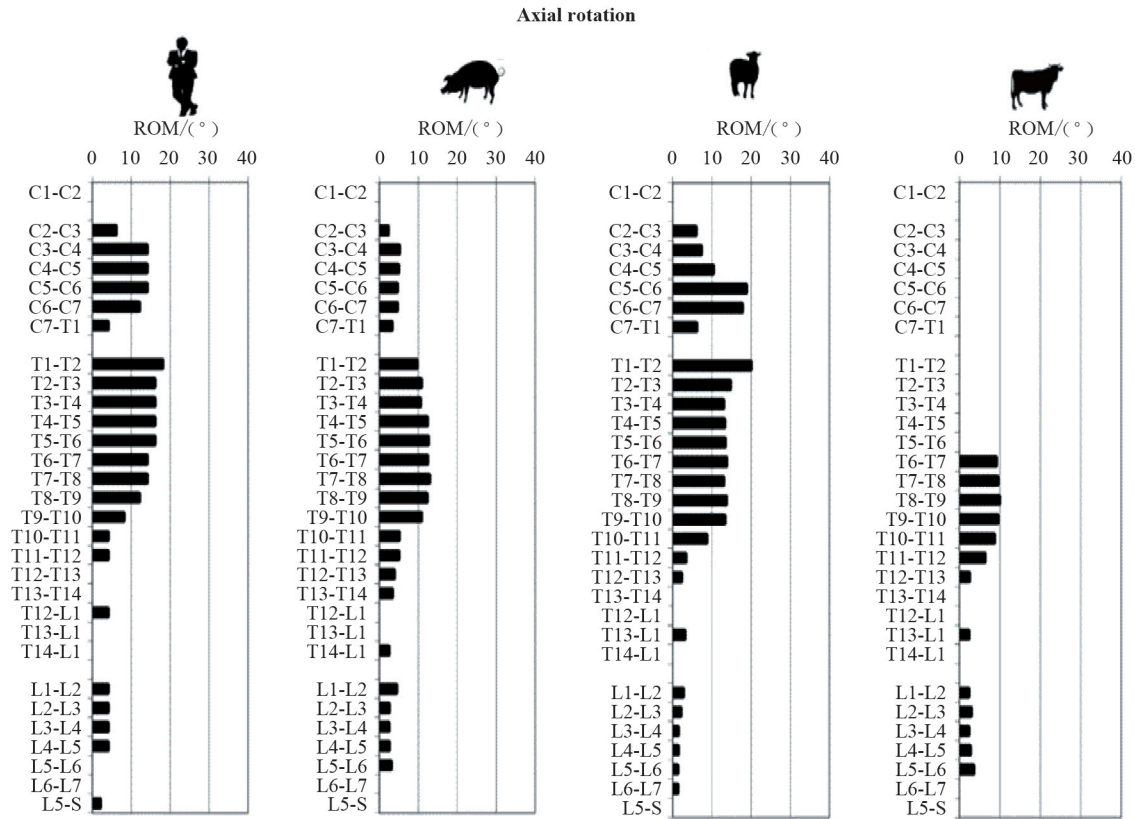 Axial rotation
ROM/(°)
0 10 20 30 40
C1-C2
C2-C3
C3-C4
C4-C5
C5-C6
C6-C7
C7-T1
T1-T2
T2-T3
T3-T4
T4-T5
T5-T6
T6-T7
T7-T8
T8-T9
T9-T10
T10-T11
T11-T12
T12-T13
T13-T14
T12-L1
T13-L1
T14-L1
L1-L2
L2-L3
L3-L4
L4-L5
L5-L6
L6-L7
L5-S
ROM/(°)
0 10 20 30 40
C1-C2
C2-C3
C3-C4
C4-C5
C5-C6
C6-C7
C7-T1
T1-T2
T2-T3
T3-T4
T4-T5
T5-T6
T6-T7
T7-T8
T8-T9
T9-T10
T10-T11
T11-T12
T12-T13
T13-T14
T12-L1
T13-L1
T14-L1
L1-L2
L2-L3
L3-L4
L4-L5
L5-L6
L6-L7
L5-S
ROM/(°)
0 10 20 30 40
C1-C2
C2-C3
C3-C4
C4-C5
C5-C6
C6-C7
C7-T1
T1-T2
T2-T3
T3-T4
T4-T5
T5-T6
T6-T7
T7-T8
T8-T9
T9-T10
T10-T11
T11-T12
T12-T13
T13-T14
T12-L1
T13-L1
T14-L1
L1-L2
L2-L3
L3-L4
L4-L5
L5-L6
L6-L7
L5-S
ROM/(°)
0 10 20 30 40
C1-C2
C2-C3
C3-C4
C4-C5
C5-C6
C6-C7
C7-T1
T1-T2
T2-T3
T3-T4
T4-T5
T5-T6
T6-T7
T7-T8
T8-T9
T9-T10
T10-T11
T11-T12
T12-T13
T13-T14
T12-L1
T13-L1
T14-L1
L1-L2
L2-L3
L3-L4
L4-L5
L5-L6
L6-L7
L5-S